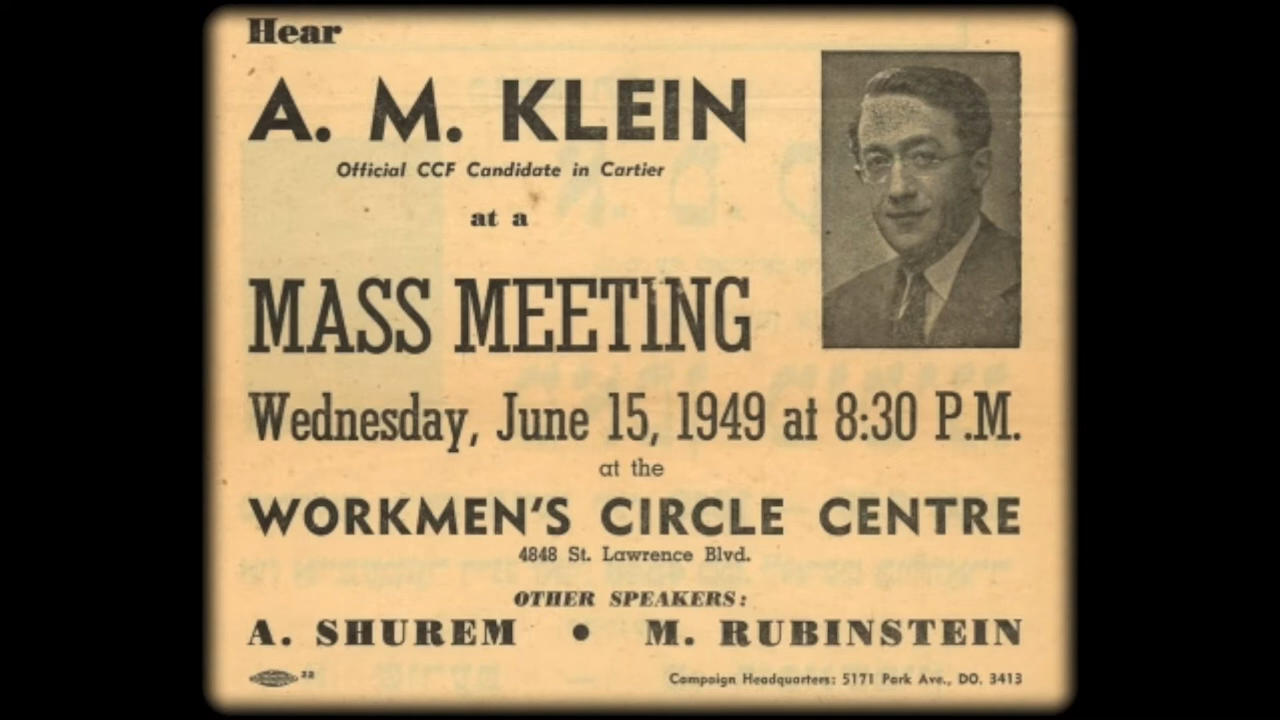 Hear
A. M. KLEIN
Official CCF Candidate in Cartier
at a
MASS MEETING
Wednesday, June 15, 1949 at 8:30 P.M.
at the
WORKMEN'S CIRCLE CENTRE
4848 St. Lawrence Blvd.
OTHER SPEAKERS:
A. SHUREM • M. RUBINSTEIN
22
Campaign Headquarters: 5171 Park Ave., DO. 3413